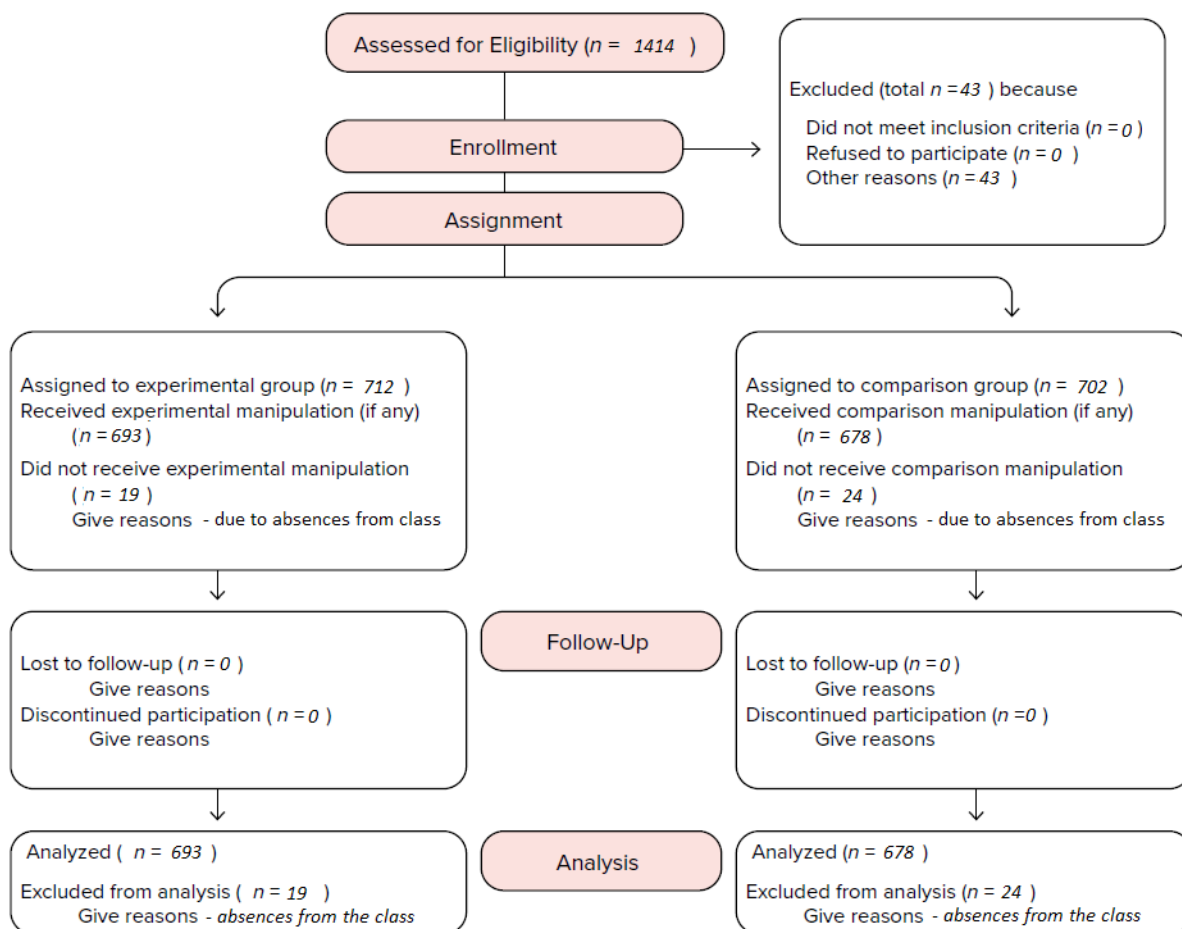 Assessed for Eligibility (n = 1414 )
Excluded (total n =43 ) because
Did not meet inclusion criteria (n =0 )
Refused to participate (n =0 )
Other reasons (n = 43 )
Enrollment
Assignment
Assigned to experimental group (n = 712 )
Received experimental manipulation (if any)
(n =693)
Did not receive experimental manipulation
( n = 19 )
Give reasons - due to absences from class
Assigned to comparison group (n = 702 )
Received comparison manipulation (if any)
(n = 678 )
Did not receive comparison manipulation
(n = 24 )
Give reasons - due to absences from class
Follow-Up
Lost to follow-up ( n = 0 )
Give reasons
Discontinued participation ( n =0 )
Give reasons
Lost to follow-up (n =0 )
Give reasons
Discontinued participation (n =0 )
Give reasons
Analysis
Analyzed ( n = 693 )
Excluded from analysis ( n = 19 )
Give reasons - absences from the class
Analyzed (n = 678 )
Excluded from analysis (n = 24 )
Give reasons - absences from the class